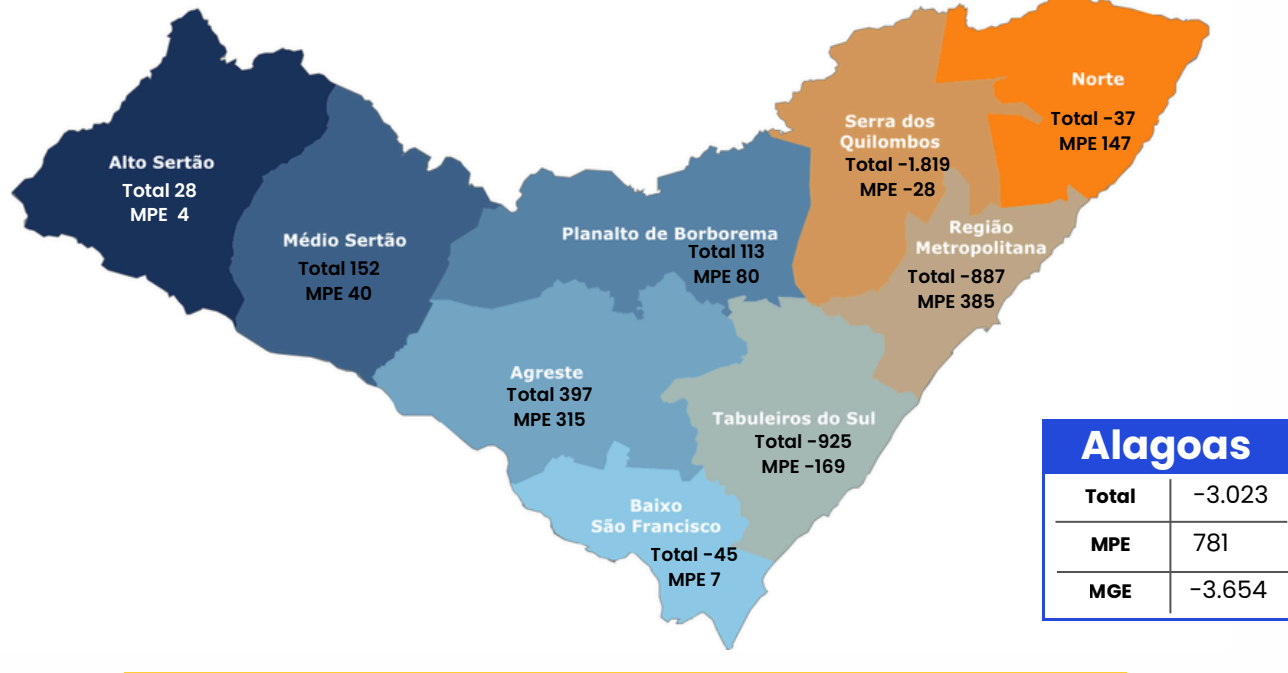 Norte
Total -37
MPE 147
Serra dos
Quilombos
Total -1.819
MPE -28
Alto Sertão
Total 28
MPE 4
Médio Sertão
Total 152
MPE 40
Planalto de Borborema
Total 113
MPE 80
Região
Metropolitana
Total -887
MPE 385
Agreste
Total 397
MPE 315
Tabuleiros do Sul
Total -925
MPE -169
Baixo
São Francisco
Total -45
MPE 7
Alagoas
Total -3.023
MPE 781
MGE -3.654